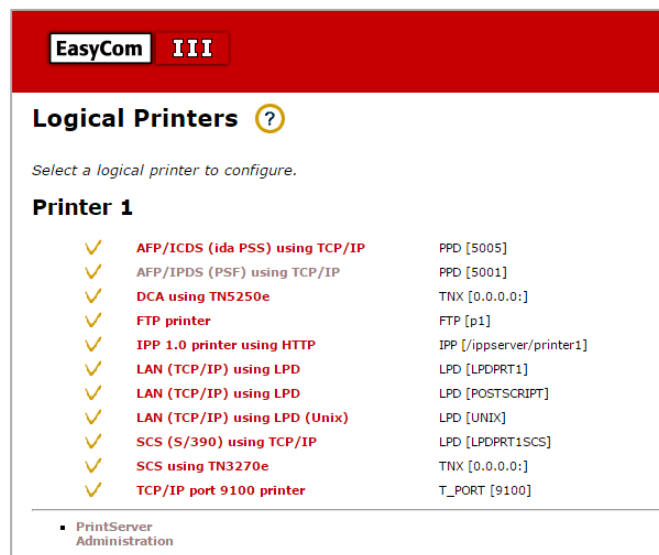 EasyCom III
Logical Printers ?
Select a logical printer to configure.
Printer 1
AFP/ICDS (ida PSS) using TCP/IP PPD [5005]
AFP/IPDS (PSF) using TCP/IP PPD [5001]
DCA using TN5250e TNX [0.0.0.0:]
FTP printer FTP [p1]
IPP 1.0 printer using HTTP IPP [/ippserver/printer1]
LAN (TCP/IP) using LPD LPD [LPDPRT1]
LAN (TCP/IP) using LPD LPD [POSTSCRIPT]
LAN (TCP/IP) using LPD (Unix) LPD [UNIX]
SCS (S/390) using TCP/IP LPD [LPDPRT1SCS]
SCS using TN3270e TNX [0.0.0.0:]
TCP/IP port 9100 printer T_PORT [9100]
PrintServer
Administration